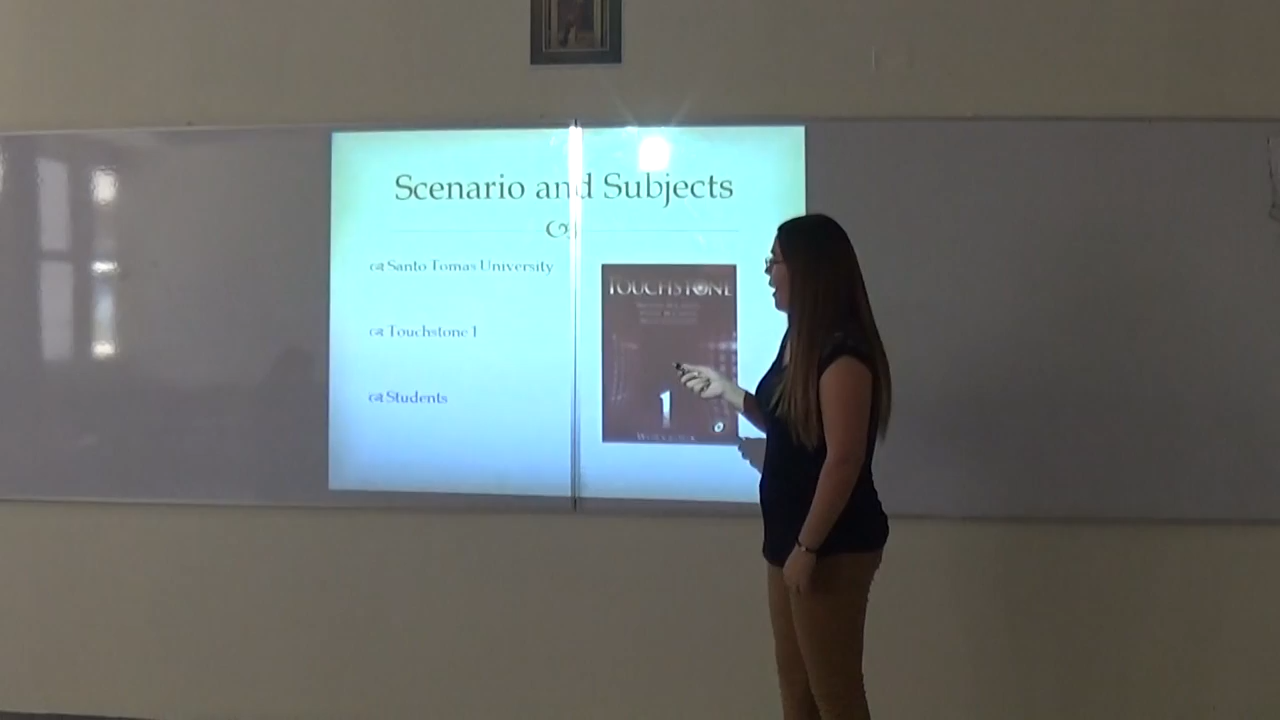 Scenario and Subjects
Santo Tomas University
Touchstone 1
Students
TOUCHSTONE
1